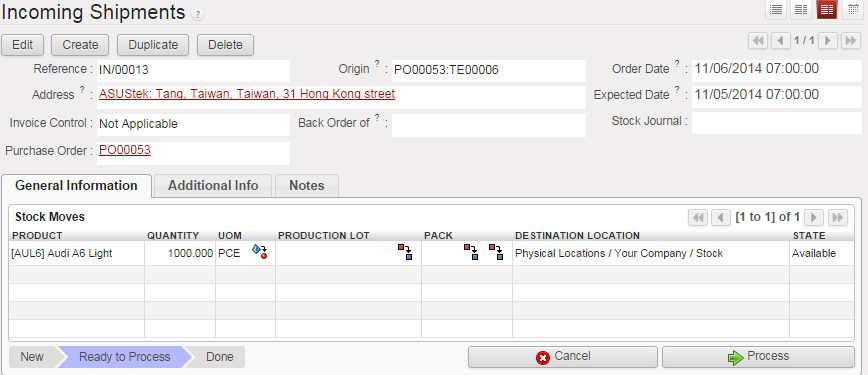 Incoming Shipments ?
Edit Create Duplicate Delete 1 / 1
Reference : IN/00013 Origin ? : PO00053:TE00006 Order Date ? : 11/06/2014 07:00:00
Address ? : ASUStek: Tang, Taiwan, Taiwan, 31 Hong Kong street Expected Date ? : 11/05/2014 07:00:00
Invoice Control : Not Applicable Back Order of ? : Stock Journal :
Purchase Order : PO00053
General Information Additional Info Notes
Stock Moves [1 to 1] of 1
PRODUCT QUANTITY UOM PRODUCTION LOT PACK DESTINATION LOCATION STATE
[AUL6] Audi A6 Light 1000.000 PCE Physical Locations / Your Company / Stock Available
New Ready to Process Done Cancel Process